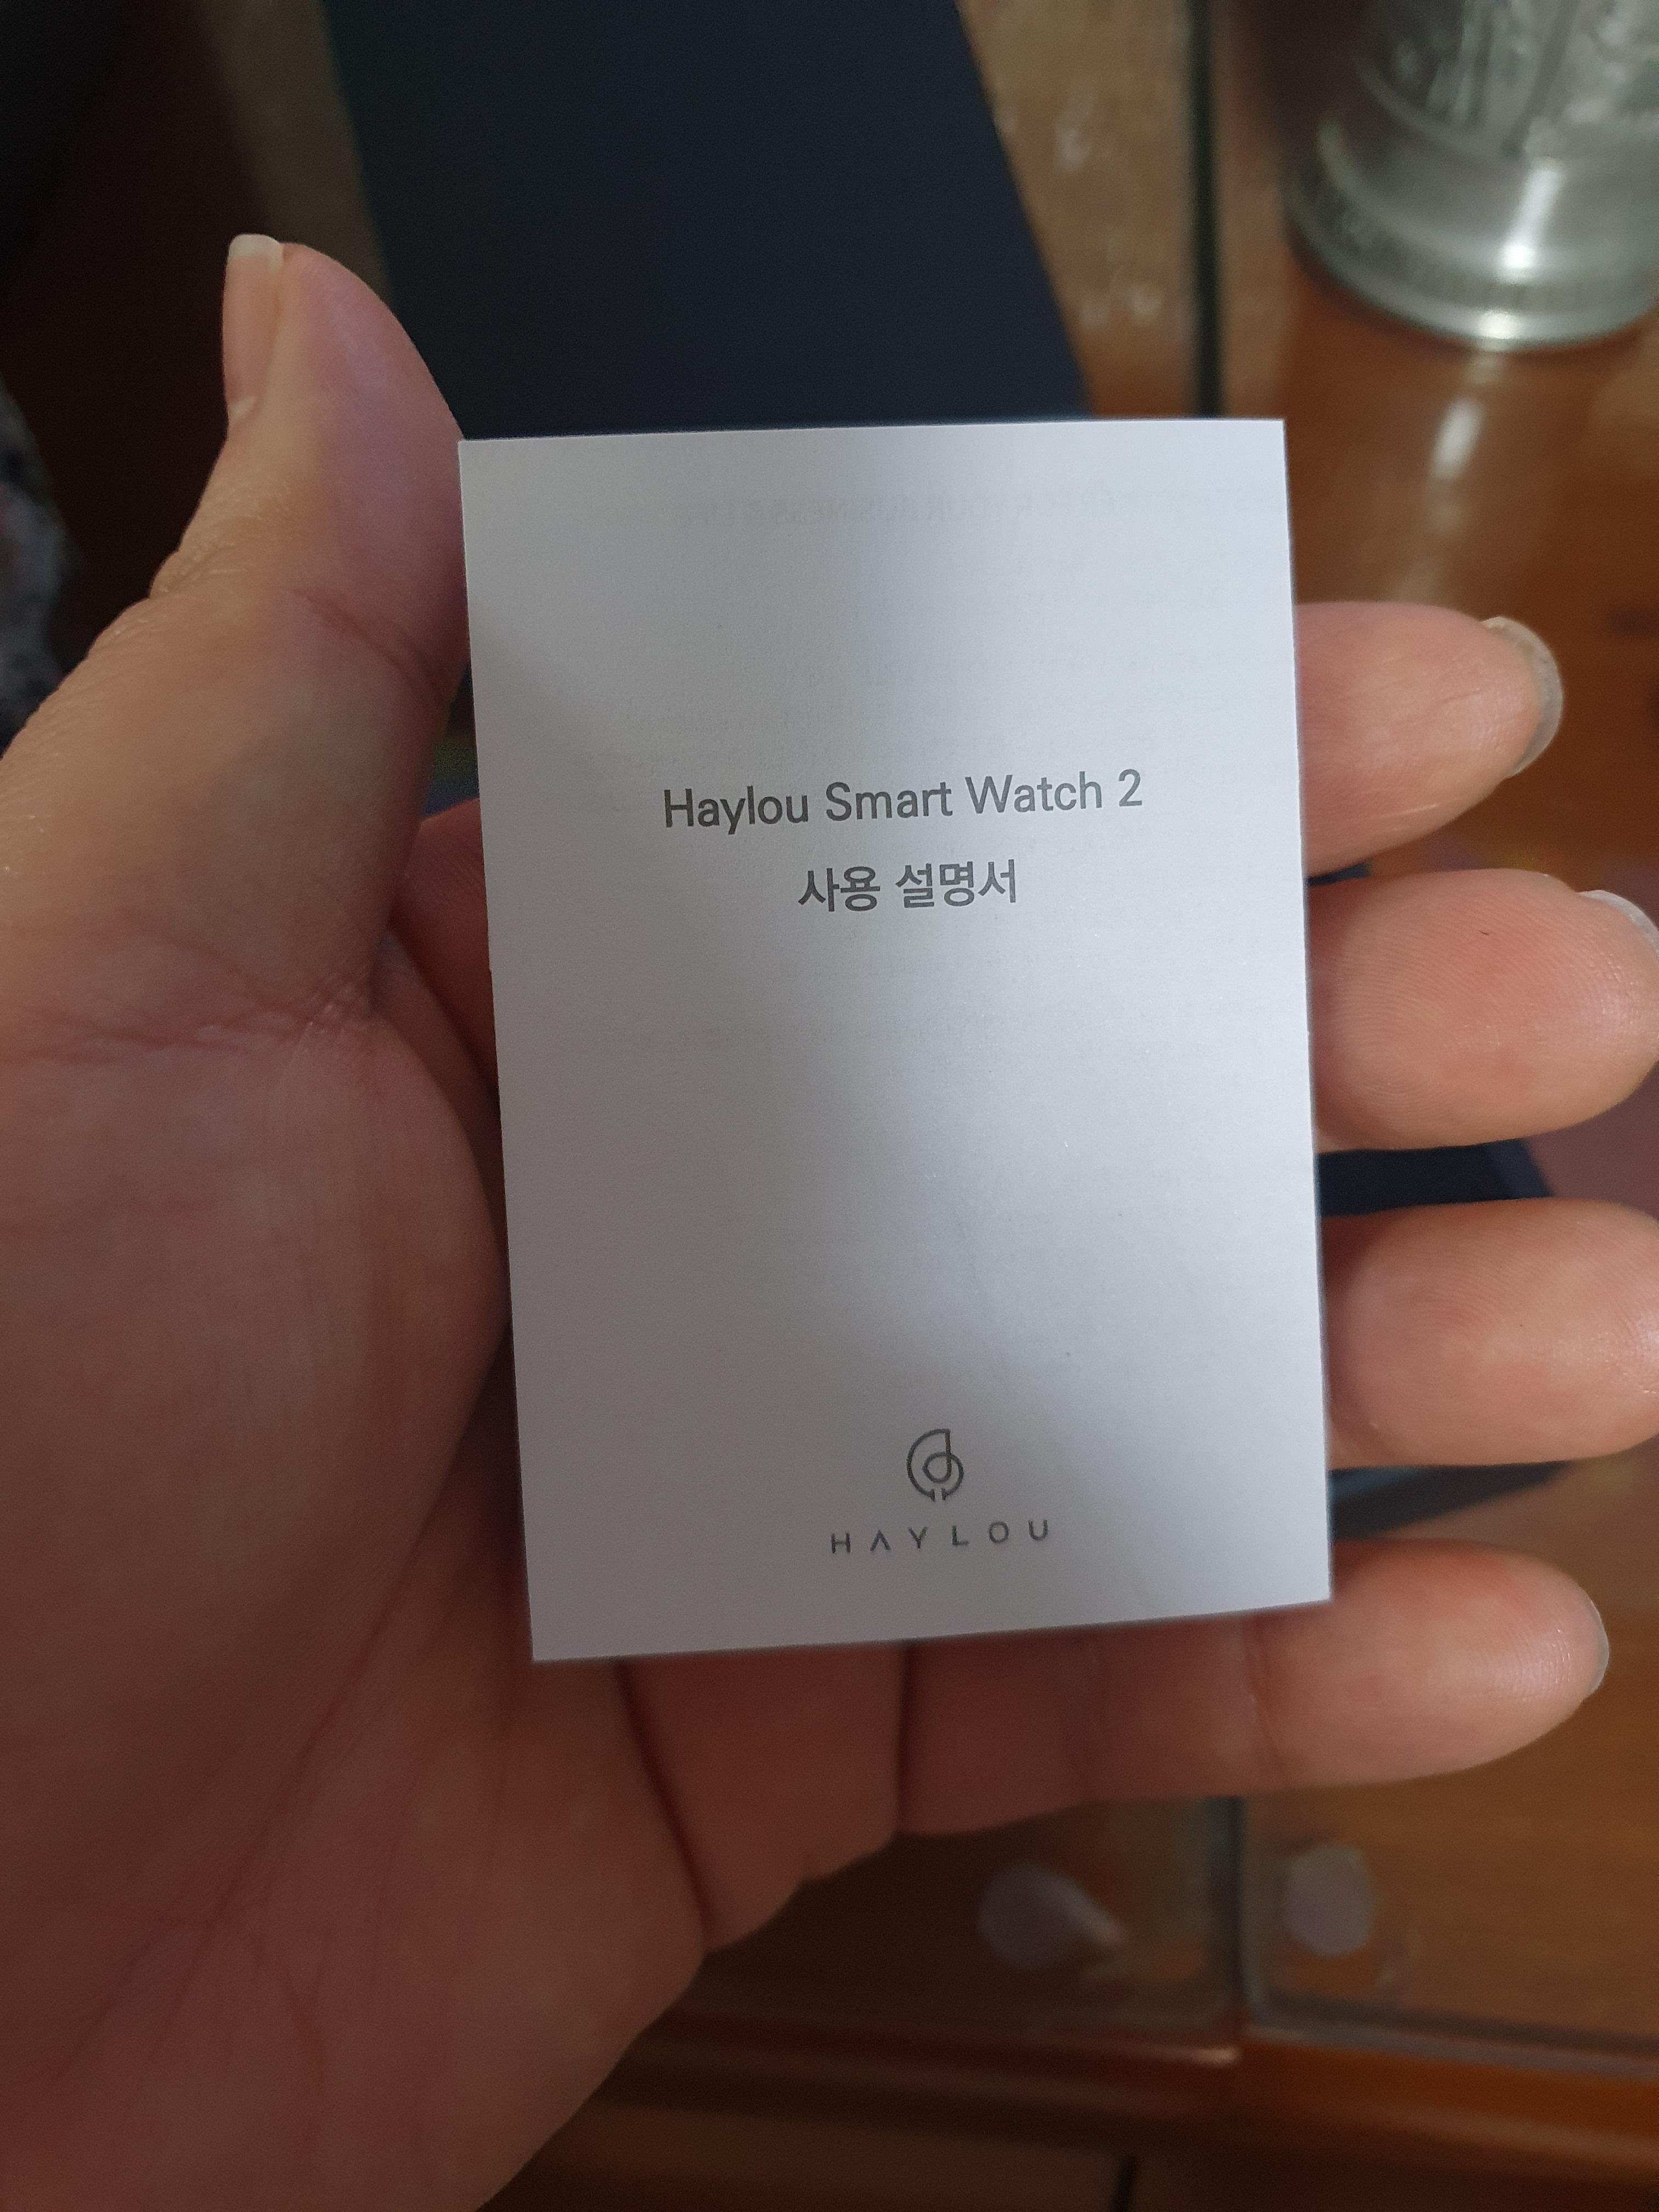 Haylou Smart Watch 2
사용 설명서
HAYLOU